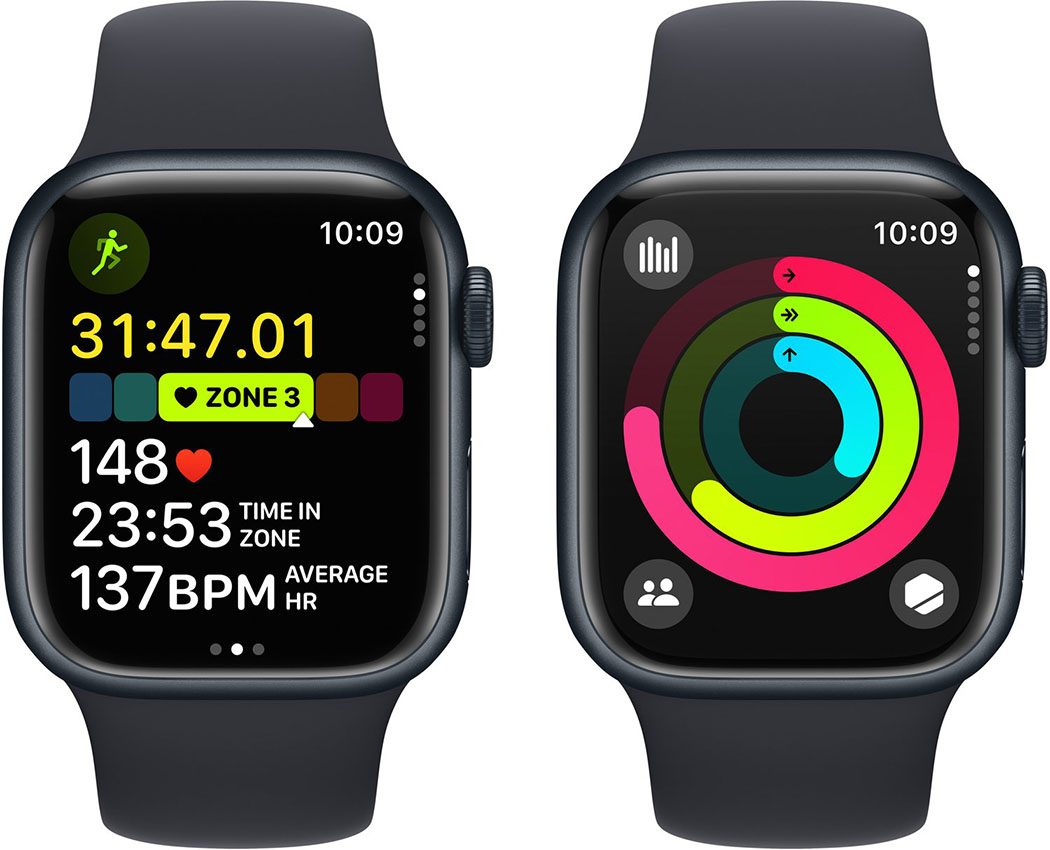 10:09
31:47.01
ZONE 3
148
23:53 TIME IN
ZONE
137BPM AVERAGE
HR
10:09